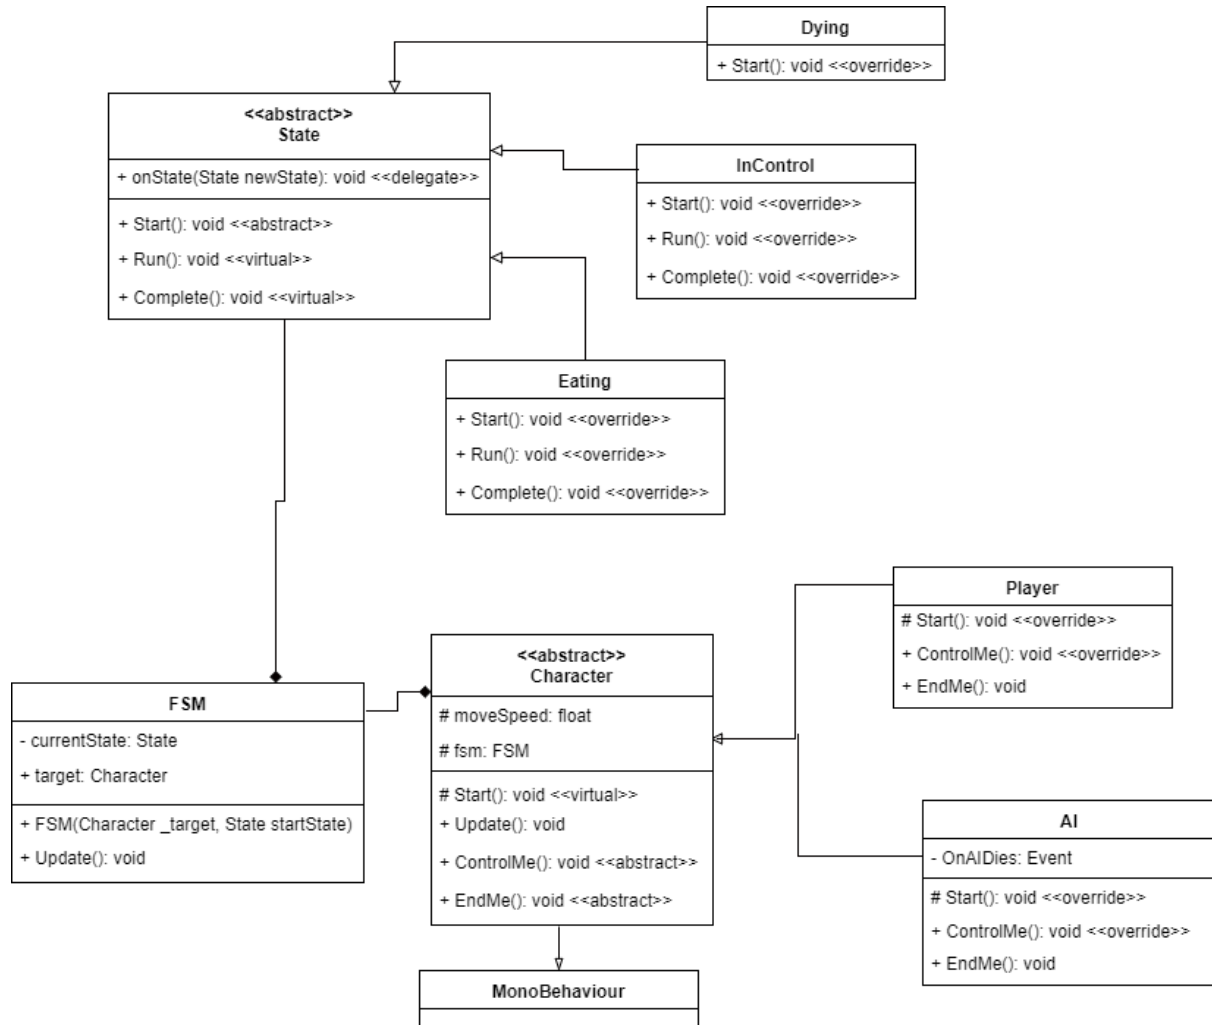 Dying
+ Start(): void <<override>>
<<abstract>>
State
+ onState(State newState): void <<delegate>>
+ Start(): void <<abstract>>
+ Run(): void <<virtual>>
+ Complete(): void <<virtual>>
InControl
+ Start(): void <<override>>
+ Run(): void <<override>>
+ Complete(): void <<override>>
Eating
+ Start(): void <<override>>
+ Run(): void <<override>>
+ Complete(): void <<override>>
Player
# Start(): void <<override>>
+ ControlMe(): void <<override>>
+ EndMe(): void
<<abstract>>
Character
# moveSpeed: float
# fsm: FSM
# Start(): void <<virtual>>
+ Update(): void
+ ControlMe(): void <<abstract>>
+ EndMe(): void <<abstract>>
FSM
- currentState: State
+ target: Character
+ FSM(Character _target, State startState)
+ Update(): void
AI
- OnAIDies: Event
# Start(): void <<override>>
+ ControlMe(): void <<override>>
+ EndMe(): void
MonoBehaviour